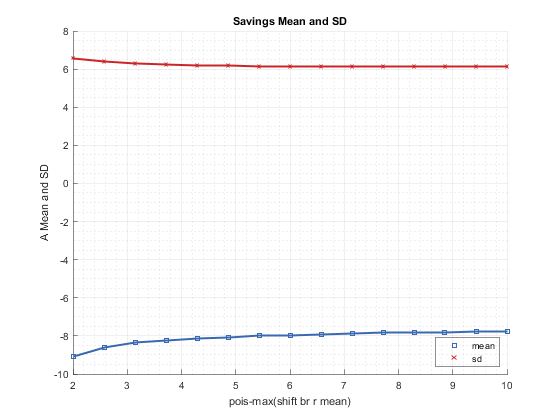 Savings Mean and SD
8
6
4
2
0
-2
-4
-6
-8
-10
A Mean and SD
2 3 4 5 6 7 8 9 10
pois-max(shift br r mean)
mean
sd